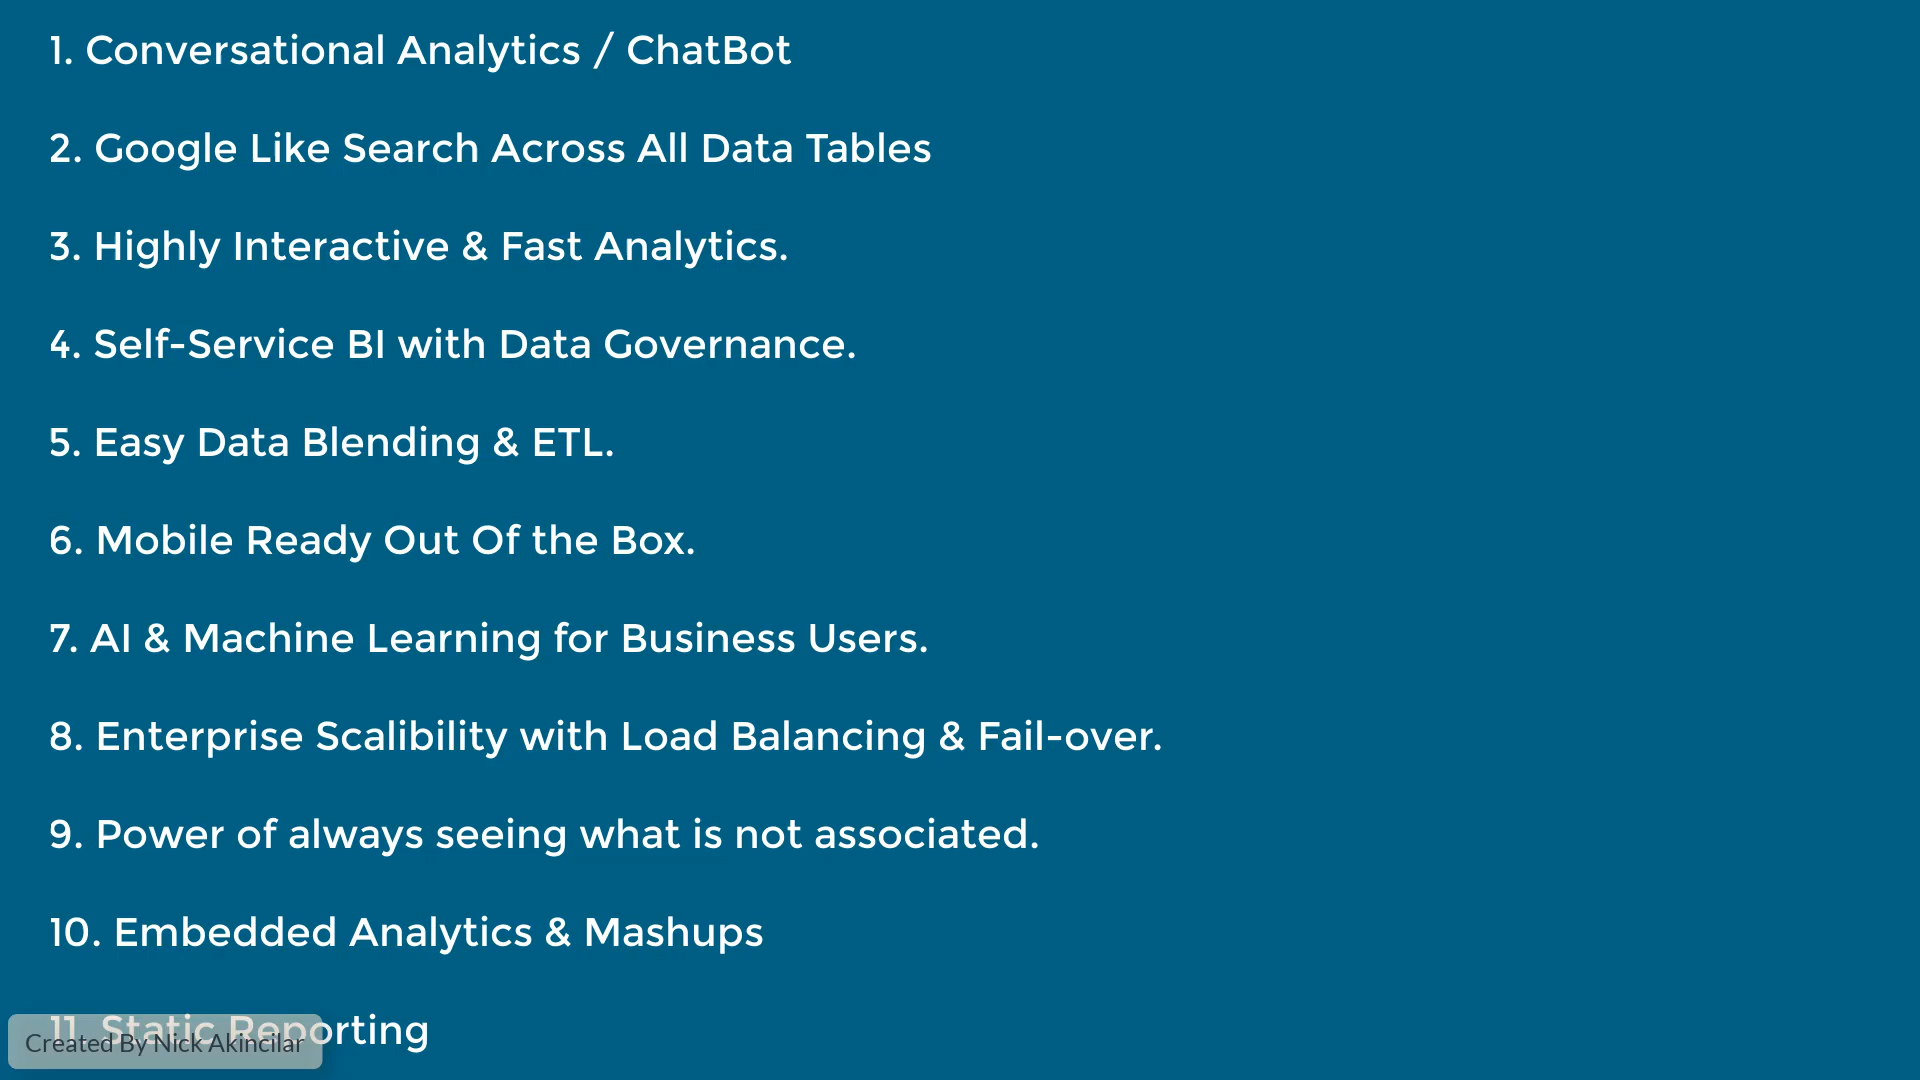 1. Conversational Analytics / ChatBot
2. Google Like Search Across All Data Tables
3. Highly Interactive & Fast Analytics.
4. Self-Service BI with Data Governance.
5. Easy Data Blending & ETL.
6. Mobile Ready Out Of the Box.
7. AI & Machine Learning for Business Users.
8. Enterprise Scalibility with Load Balancing & Fail-over.
9. Power of always seeing what is not associated.
10. Embedded Analytics & Mashups
11. Static Reporting
Created By Nick Akincilar